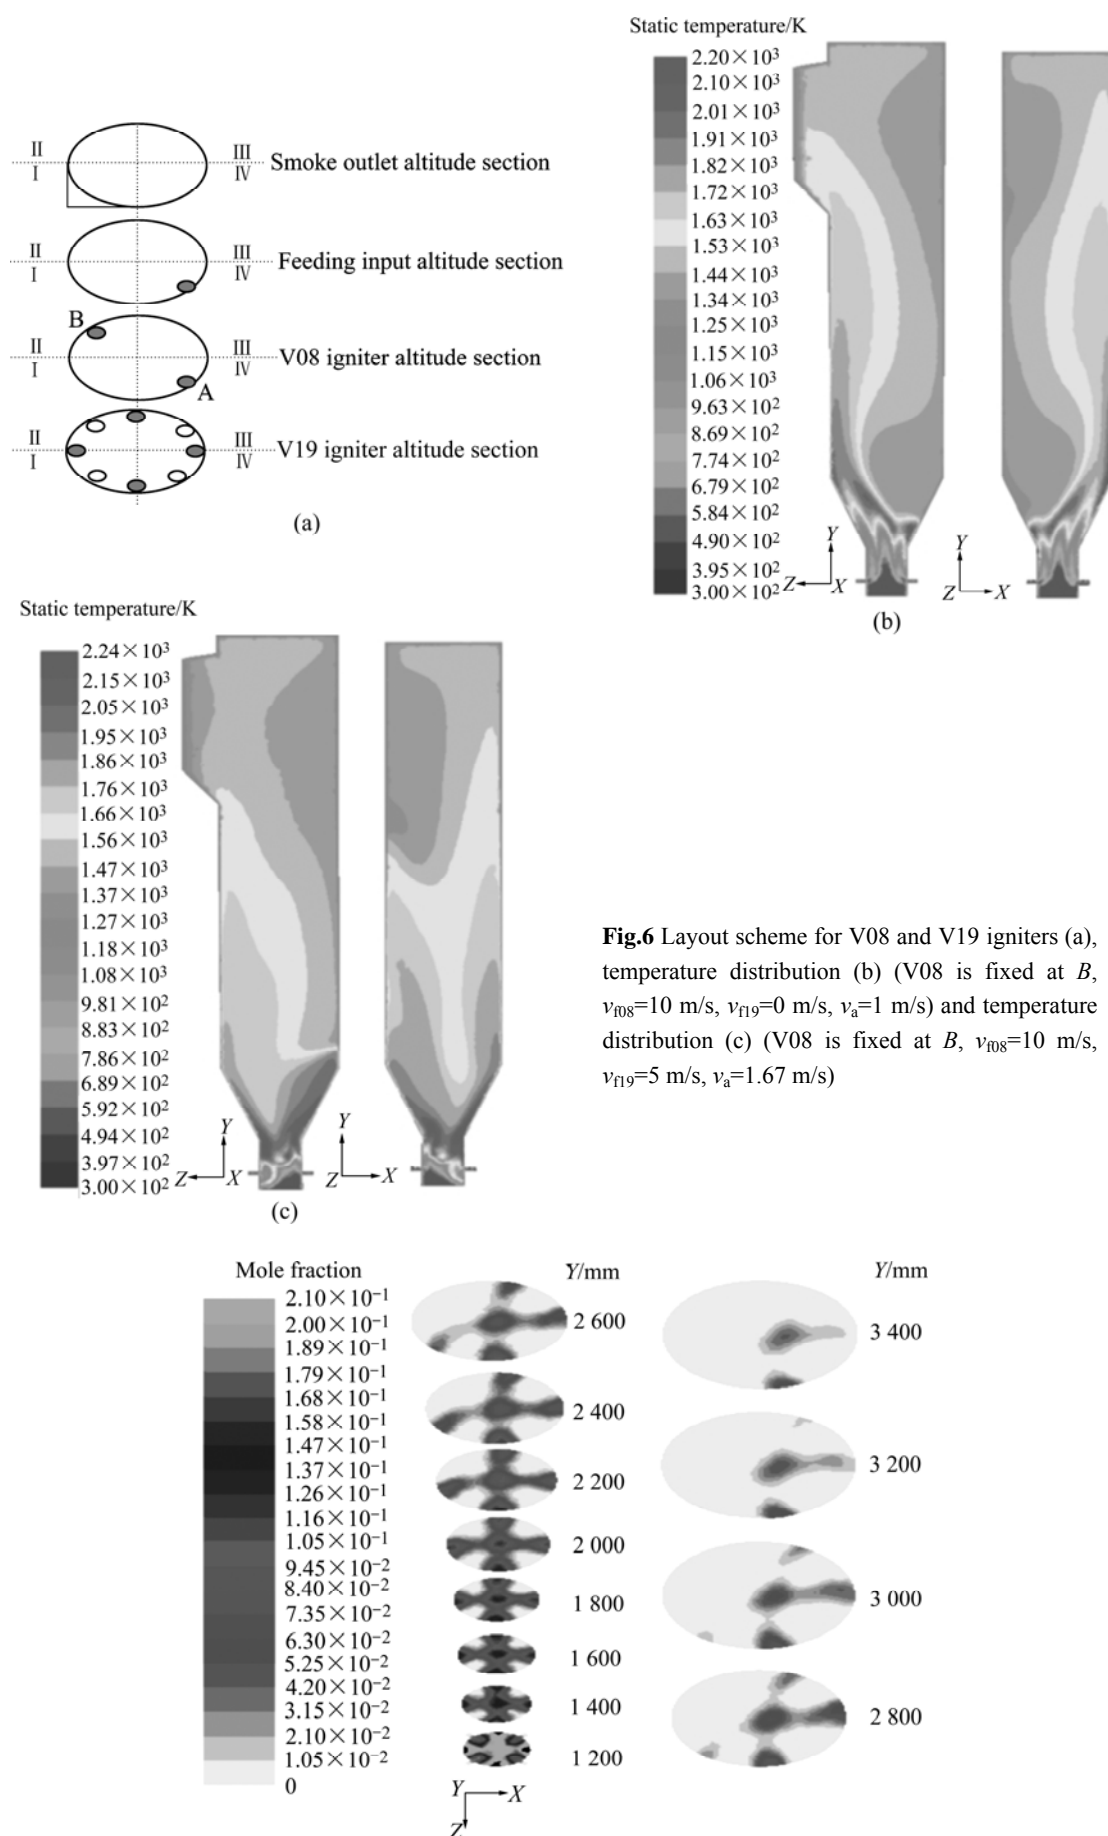 Static temperature/K
2.20×10³
2.10×10³
2.01×10³
1.91×10³
1.82×10³
1.72×10³
1.63×10³
1.53×10³
1.44×10³
1.34×10³
1.25×10³
1.15×10³
1.06×10³
9.63×10²
8.69×10²
7.74×10²
6.79×10²
5.84×10²
4.90×10²
3.95×10²
3.00×10²
Y
Z
X
Y
Z
X
(b)
II
I
III
IV
Smoke outlet altitude section
II
I
III
IV
Feeding input altitude section
B
II
I
III
IV
V08 igniter altitude section
A
II
I
III
IV
V19 igniter altitude section
(a)
Static temperature/K
2.24×10³
2.15×10³
2.05×10³
1.95×10³
1.86×10³
1.76×10³
1.66×10³
1.56×10³
1.47×10³
1.37×10³
1.27×10³
1.18×10³
1.08×10³
9.81×10²
8.83×10²
7.86×10²
6.89×10²
5.92×10²
4.94×10²
3.97×10²
3.00×10²
Y
Z
X
Y
Z
X
(c)
Fig.6 Layout scheme for V08 and V19 igniters (a),
temperature distribution (b) (V08 is fixed at B,
vf08=10 m/s, vf19=0 m/s, va=1 m/s) and temperature
distribution (c) (V08 is fixed at B, vf08=10 m/s,
vf19=5 m/s, va=1.67 m/s)
Mole fraction
2.10×10⁻¹
2.00×10⁻¹
1.89×10⁻¹
1.79×10⁻¹
1.68×10⁻¹
1.58×10⁻¹
1.47×10⁻¹
1.37×10⁻¹
1.26×10⁻¹
1.16×10⁻¹
1.05×10⁻¹
9.45×10⁻²
8.40×10⁻²
7.35×10⁻²
6.30×10⁻²
5.25×10⁻²
4.20×10⁻²
3.15×10⁻²
2.10×10⁻²
1.05×10⁻²
0
Y/mm
2 600
2 400
2 200
2 000
1 800
1 600
1 400
1 200
Y
X
Z
Y/mm
3 400
3 200
3 000
2 800